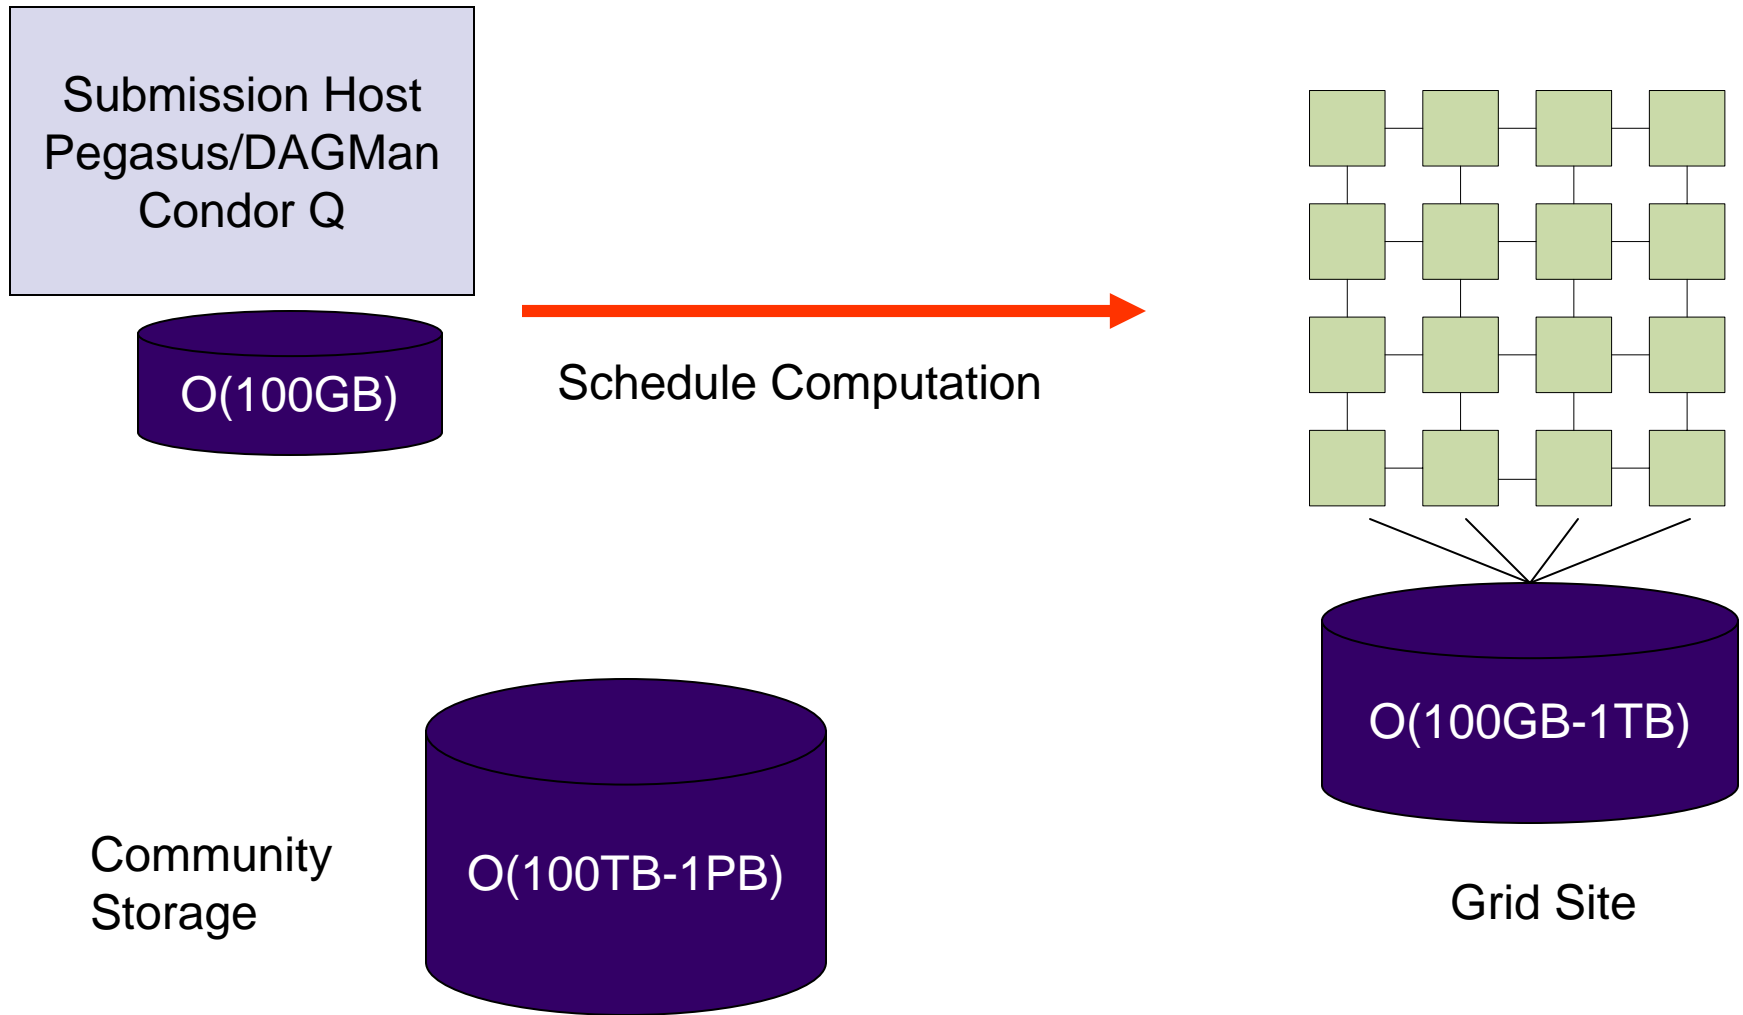 Submission Host
Pegasus/DAGMan
Condor Q
O(100GB)
Schedule Computation
O(100GB-1TB)
Community
Storage
O(100TB-1PB)
Grid Site